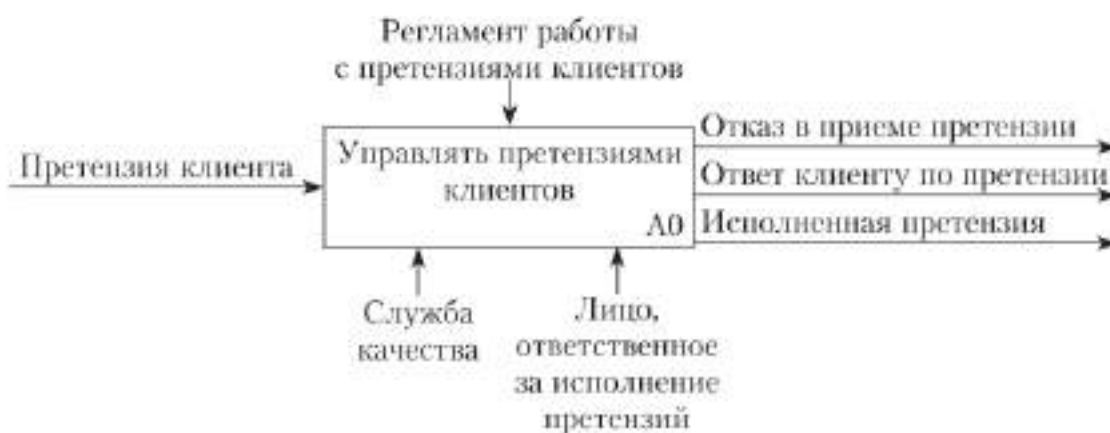 Регламент работы
с претензиями клиентов
Претензия клиента
Управлять претензиями
клиентов
А0
Отказ в приеме претензии
Ответ клиенту по претензии
Исполненная претензия
Служба
качества
Лицо,
ответственное
за исполнение
претензий